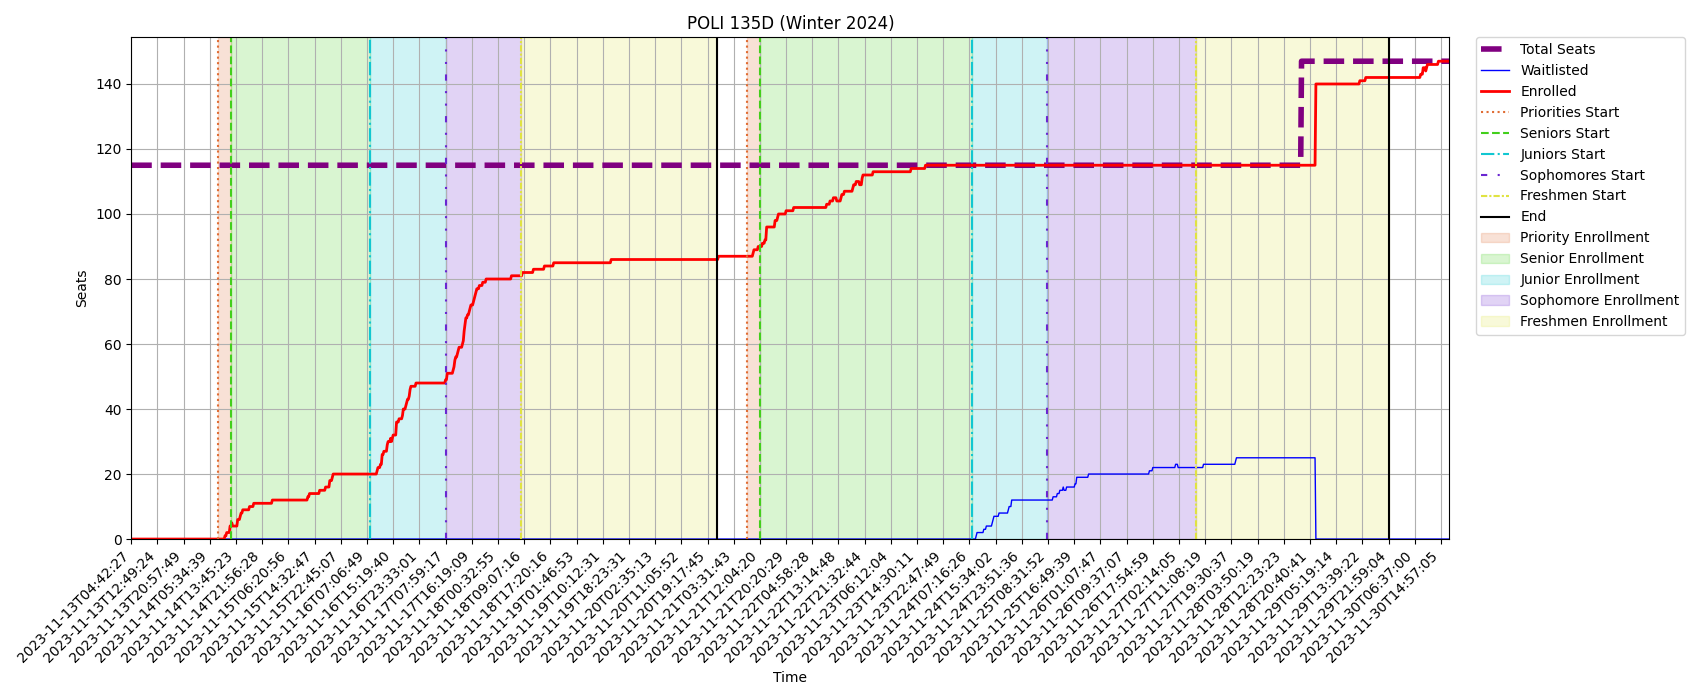 POLI 135D (Winter 2024)
Seats
140
120
100
80
60
40
20
0
2023-11-13T04:42:27
2023-11-13T12:49:24
2023-11-13T20:57:49
2023-11-14T05:34:39
2023-11-14T13:45:23
2023-11-14T21:56:28
2023-11-15T06:20:56
2023-11-15T14:32:47
2023-11-15T22:45:07
2023-11-16T07:06:49
2023-11-16T15:19:40
2023-11-16T23:33:01
2023-11-17T07:59:17
2023-11-17T16:19:09
2023-11-18T00:32:55
2023-11-18T09:07:16
2023-11-18T17:20:16
2023-11-19T01:46:53
2023-11-19T10:12:31
2023-11-19T18:23:31
2023-11-20T02:35:13
2023-11-20T11:05:52
2023-11-20T19:17:45
2023-11-21T03:31:43
2023-11-21T12:04:20
2023-11-21T20:20:29
2023-11-22T04:58:28
2023-11-22T13:14:48
2023-11-22T21:32:44
2023-11-23T06:12:04
2023-11-23T14:30:11
2023-11-23T22:47:49
2023-11-24T07:16:26
2023-11-24T15:34:02
2023-11-24T23:51:36
2023-11-25T08:31:52
2023-11-25T16:49:39
2023-11-26T01:07:47
2023-11-26T09:37:07
2023-11-26T17:54:59
2023-11-27T02:14:05
2023-11-27T11:08:19
2023-11-27T19:30:37
2023-11-28T03:50:19
2023-11-28T12:23:23
2023-11-28T20:40:41
2023-11-29T05:19:14
2023-11-29T13:39:22
2023-11-29T21:59:04
2023-11-30T06:37:00
2023-11-30T14:57:05
Time
Total Seats
Waitlisted
Enrolled
Priorities Start
Seniors Start
Juniors Start
Sophomores Start
Freshmen Start
End
Priority Enrollment
Senior Enrollment
Junior Enrollment
Sophomore Enrollment
Freshmen Enrollment